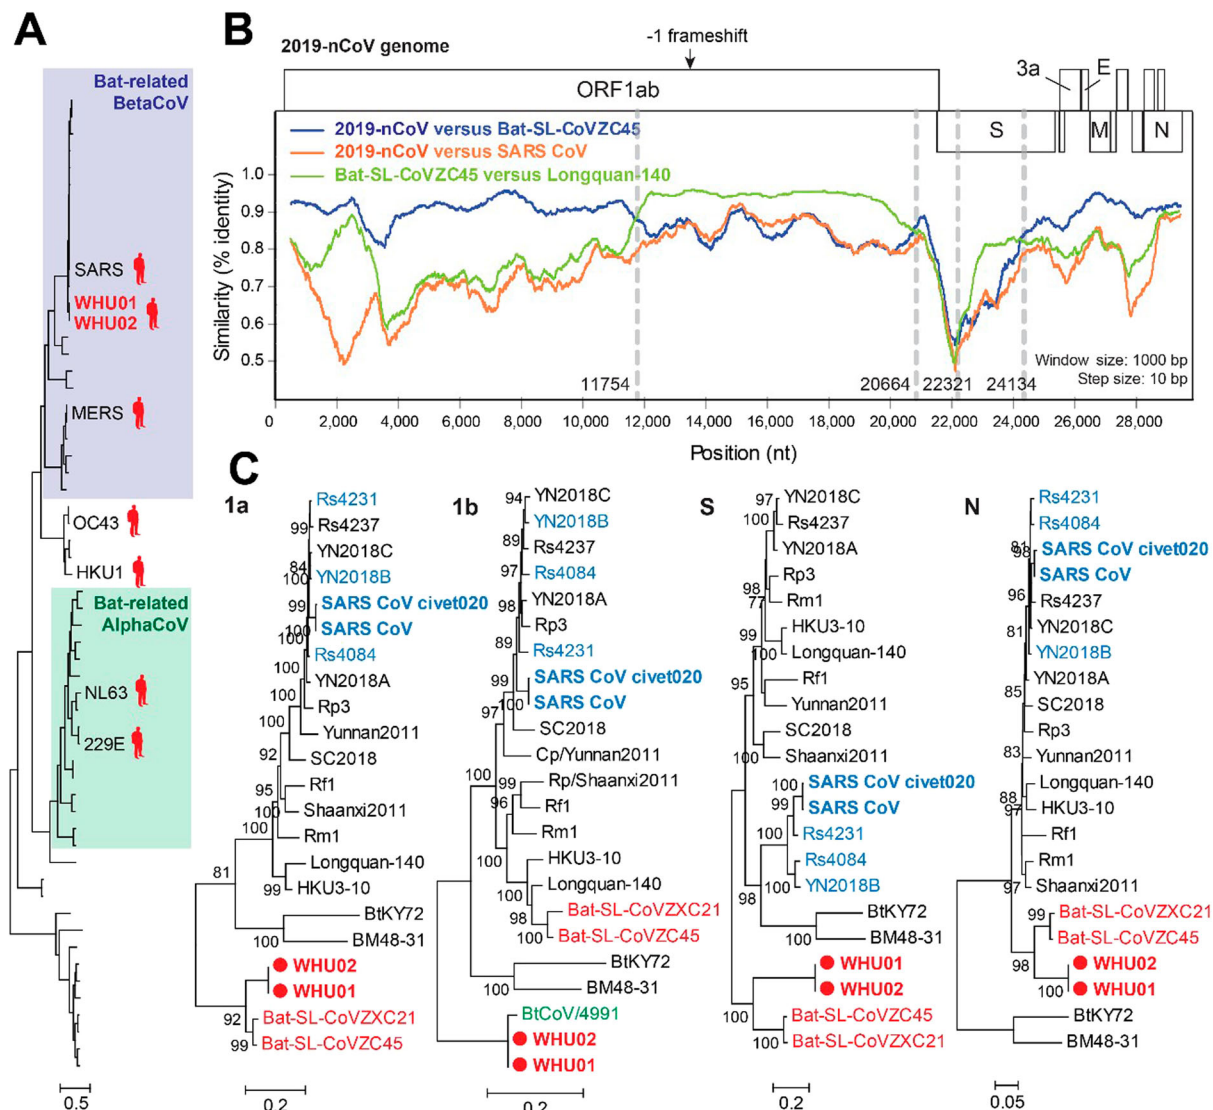 A
Bat-related
BetaCoV
SARS
WHU01
WHU02
MERS
OC43
HKU1
Bat-related
AlphaCoV
NL63
229E
0.5
B
2019-nCoV genome
-1 frameshift
ORF1ab
3a
E
S
M
N
2019-nCoV versus Bat-SL-CoVZC45
2019-nCoV versus SARS CoV
Bat-SL-CoVZC45 versus Longquan-140
Similarity (% identity)
1.0
0.9
0.8
0.7
0.6
0.5
11754
20664
22321
24134
Window size: 1000 bp
Step size: 10 bp
0
2,000
4,000
6,000
8,000
10,000
12,000
14,000
16,000
18,000
20,000
22,000
24,000
26,000
28,000
Position (nt)
C
1a
Rs4231
99
Rs4237
YN2018C
84
100
YN2018B
99
SARS CoV civet020
100
SARS CoV
100
Rs4084
100
YN2018A
100
Rp3
100
Yunnan2011
92
SC2018
95
Rf1
100
Shaanxi2011
100
Rm1
Longquan-140
99
HKU3-10
81
BtKY72
100
BM48-31
WHU02
WHU01
92
Bat-SL-CoVZXC21
99
Bat-SL-CoVZC45
0.2
1b
94
YN2018C
YN2018B
89
Rs4237
97
Rs4084
98
YN2018A
Rp3
89
Rs4231
99
SARS CoV civet020
100
SARS CoV
97
SC2018
Cp/Yunnan2011
100
99
Rp/Shaanxi2011
96
Rf1
Rm1
100
HKU3-10
100
Longquan-140
98
Bat-SL-CoVZXC21
100
Bat-SL-CoVZC45
BtKY72
100
BM48-31
BtCoV/4991
WHU02
WHU01
0.2
S
97
YN2018C
100
Rs4237
YN2018A
98
Rp3
77
Rm1
99
HKU3-10
100
Longquan-140
95
Rf1
Yunnan2011
SC2018
100
Shaanxi2011
100
SARS CoV civet020
99
SARS CoV
100
Rs4231
Rs4084
100
YN2018B
98
BtKY72
100
BM48-31
WHU01
WHU02
100
Bat-SL-CoVZC45
100
Bat-SL-CoVZXC21
0.2
N
Rs4231
Rs4084
81
98
SARS CoV civet020
SARS CoV
96
Rs4237
81
YN2018C
YN2018B
85
YN2018A
SC2018
Rp3
83
Yunnan2011
88
Longquan-140
97
HKU3-10
Rf1
Rm1
97
Shaanxi2011
99
Bat-SL-CoVZXC21
Bat-SL-CoVZC45
98
WHU02
100
WHU01
BtKY72
BM48-31
0.05